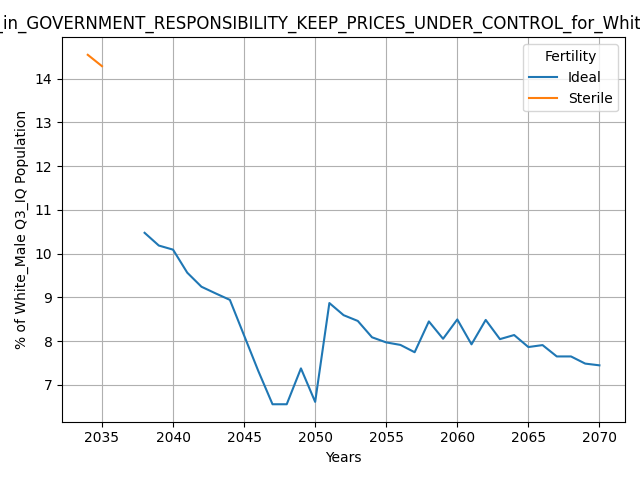 _in_GOVERNMENT_RESPONSIBILITY_KEEP_PRICES_UNDER_CONTROL_for_Whit
Fertility
Ideal
Sterile
% of White_Male Q3_IQ Population
14
13
12
11
10
9
8
7
2035 2040 2045 2050 2055 2060 2065 2070
Years